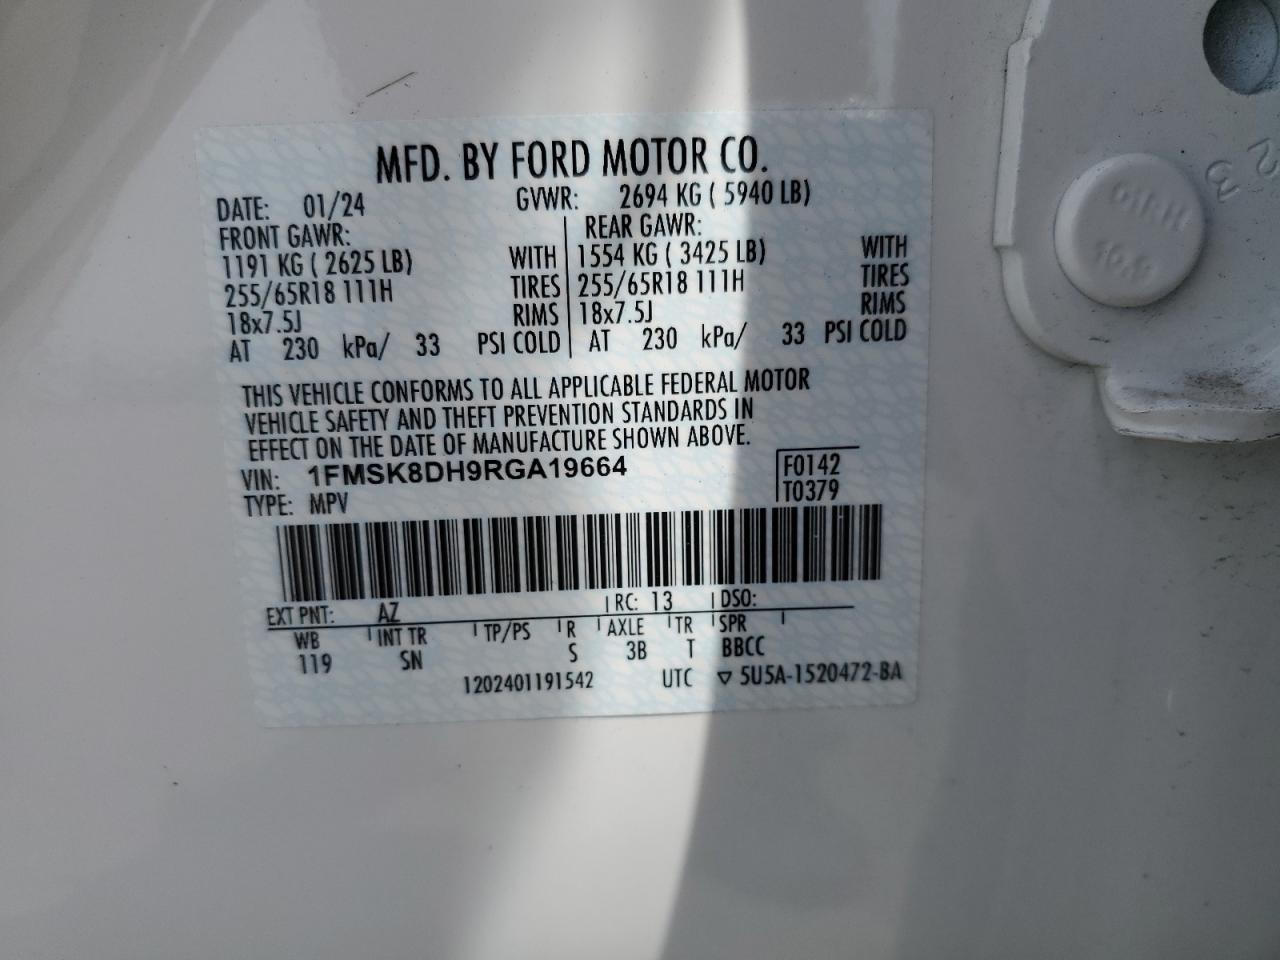 MFD. BY FORD MOTOR CO.
DATE: 01/24 GVWR: 2694 KG ( 5940 LB)
FRONT GAWR: REAR GAWR:
1191 KG ( 2625 LB) WITH 1554 KG ( 3425 LB) WITH
255/65R18 111H TIRES 255/65R18 111H TIRES
18x7.5J RIMS 18x7.5J RIMS
AT 230 kPa/ 33 PSI COLD AT 230 kPa/ 33 PSI COLD
THIS VEHICLE CONFORMS TO ALL APPLICABLE FEDERAL MOTOR
VEHICLE SAFETY AND THEFT PREVENTION STANDARDS IN
EFFECT ON THE DATE OF MANUFACTURE SHOWN ABOVE.
VIN: 1FMSK8DH9RGA19664 F0142
TYPE: MPV T0379
EXT PNT: AZ RC: 13 DSO:
WB INT TR TP/PS R AXLE TR SPR
119 SN S 3B T BBCC
1202401191542 UTC ▽ 5U5A-1520472-BA
23